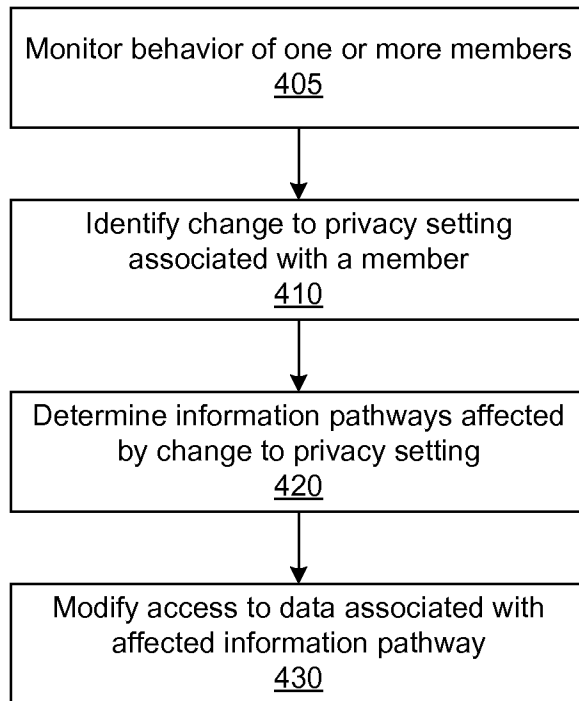 Monitor behavior of one or more members
405
Identify change to privacy setting
associated with a member
410
Determine information pathways affected
by change to privacy setting
420
Modify access to data associated with
affected information pathway
430